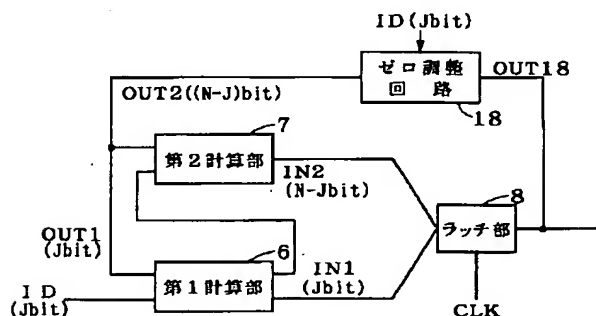 ID(Jbit)
ゼロ調整
回路
OUT18
18
OUT2((N-J)bit)
7
第2計算部
IN2
(N-Jbit)
8
ラッチ部
OUT1
(Jbit)
6
第1計算部
IN1
(Jbit)
ID
(Jbit)
CLK